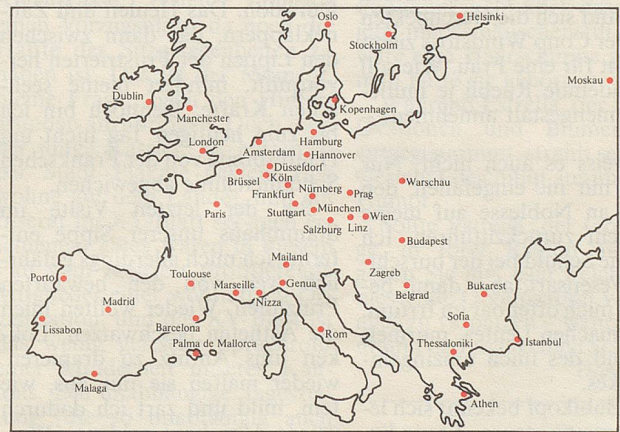 Oslo
Helsinki
Stockholm
Moskau
Dublin
Manchester
Kopenhagen
London
Hamburg
Amsterdam
Hannover
Düsseldorf
Brüssel
Köln
Frankfurt
Nürnberg
Prag
Warschau
Paris
Stuttgart
München
Wien
Salzburg
Linz
Budapest
Mailand
Zagreb
Porto
Toulouse
Marseille
Genua
Belgrad
Bukarest
Madrid
Nizza
Lissabon
Barcelona
Rom
Sofia
Palma de Mallorca
Thessaloniki
Istanbul
Malaga
Athen